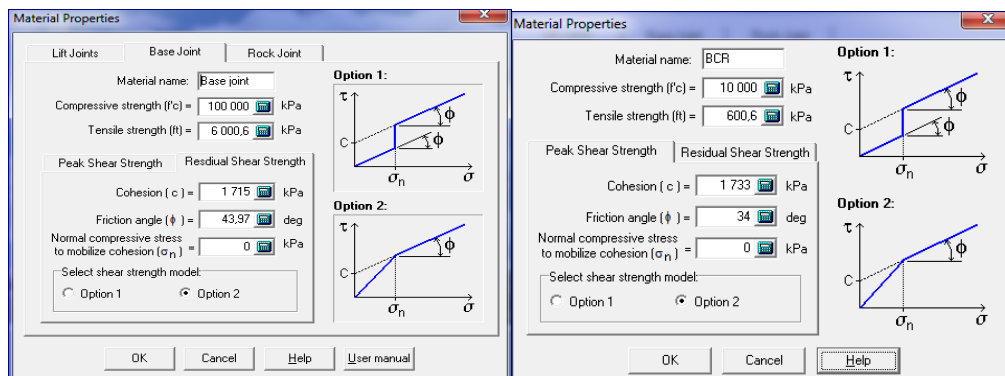 Material Properties
Lift Joints Base Joint Rock Joint
Material name: Base joint
Compressive strength (f'c) = 100 000 kPa
Tensile strength (ft) = 6 000,6 kPa
Peak Shear Strength Resdiual Shear Strength
Cohesion ( c ) = 1 715 kPa
Friction angle (ϕ) = 43,97 deg
Normal compressive stress
to mobilize cohesion (σn) = 0 kPa
Select shear strength model:
Option 1 Option 2
Option 1:
τ
ϕ
C
ϕ
σn σ
Option 2:
τ
ϕ
C
σn σ
OK Cancel Help User manual
Material Properties
Material name: BCR
Compressive strength (f'c) = 10 000 kPa
Tensile strength (ft) = 600,6 kPa
Peak Shear Strength Residual Shear Strength
Cohesion ( c ) = 1 733 kPa
Friction angle (ϕ) = 34 deg
Normal compressive stress
to mobilize cohesion (σn) = 0 kPa
Select shear strength model:
Option 1 Option 2
Option 1:
τ
ϕ
C
ϕ
σn σ
Option 2:
τ
ϕ
C
σn σ
OK Cancel Help